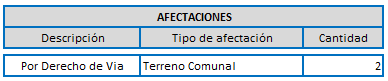 AFECTACIONES
Descripción Tipo de afectación Cantidad
Por Derecho de Via Terreno Comunal 2